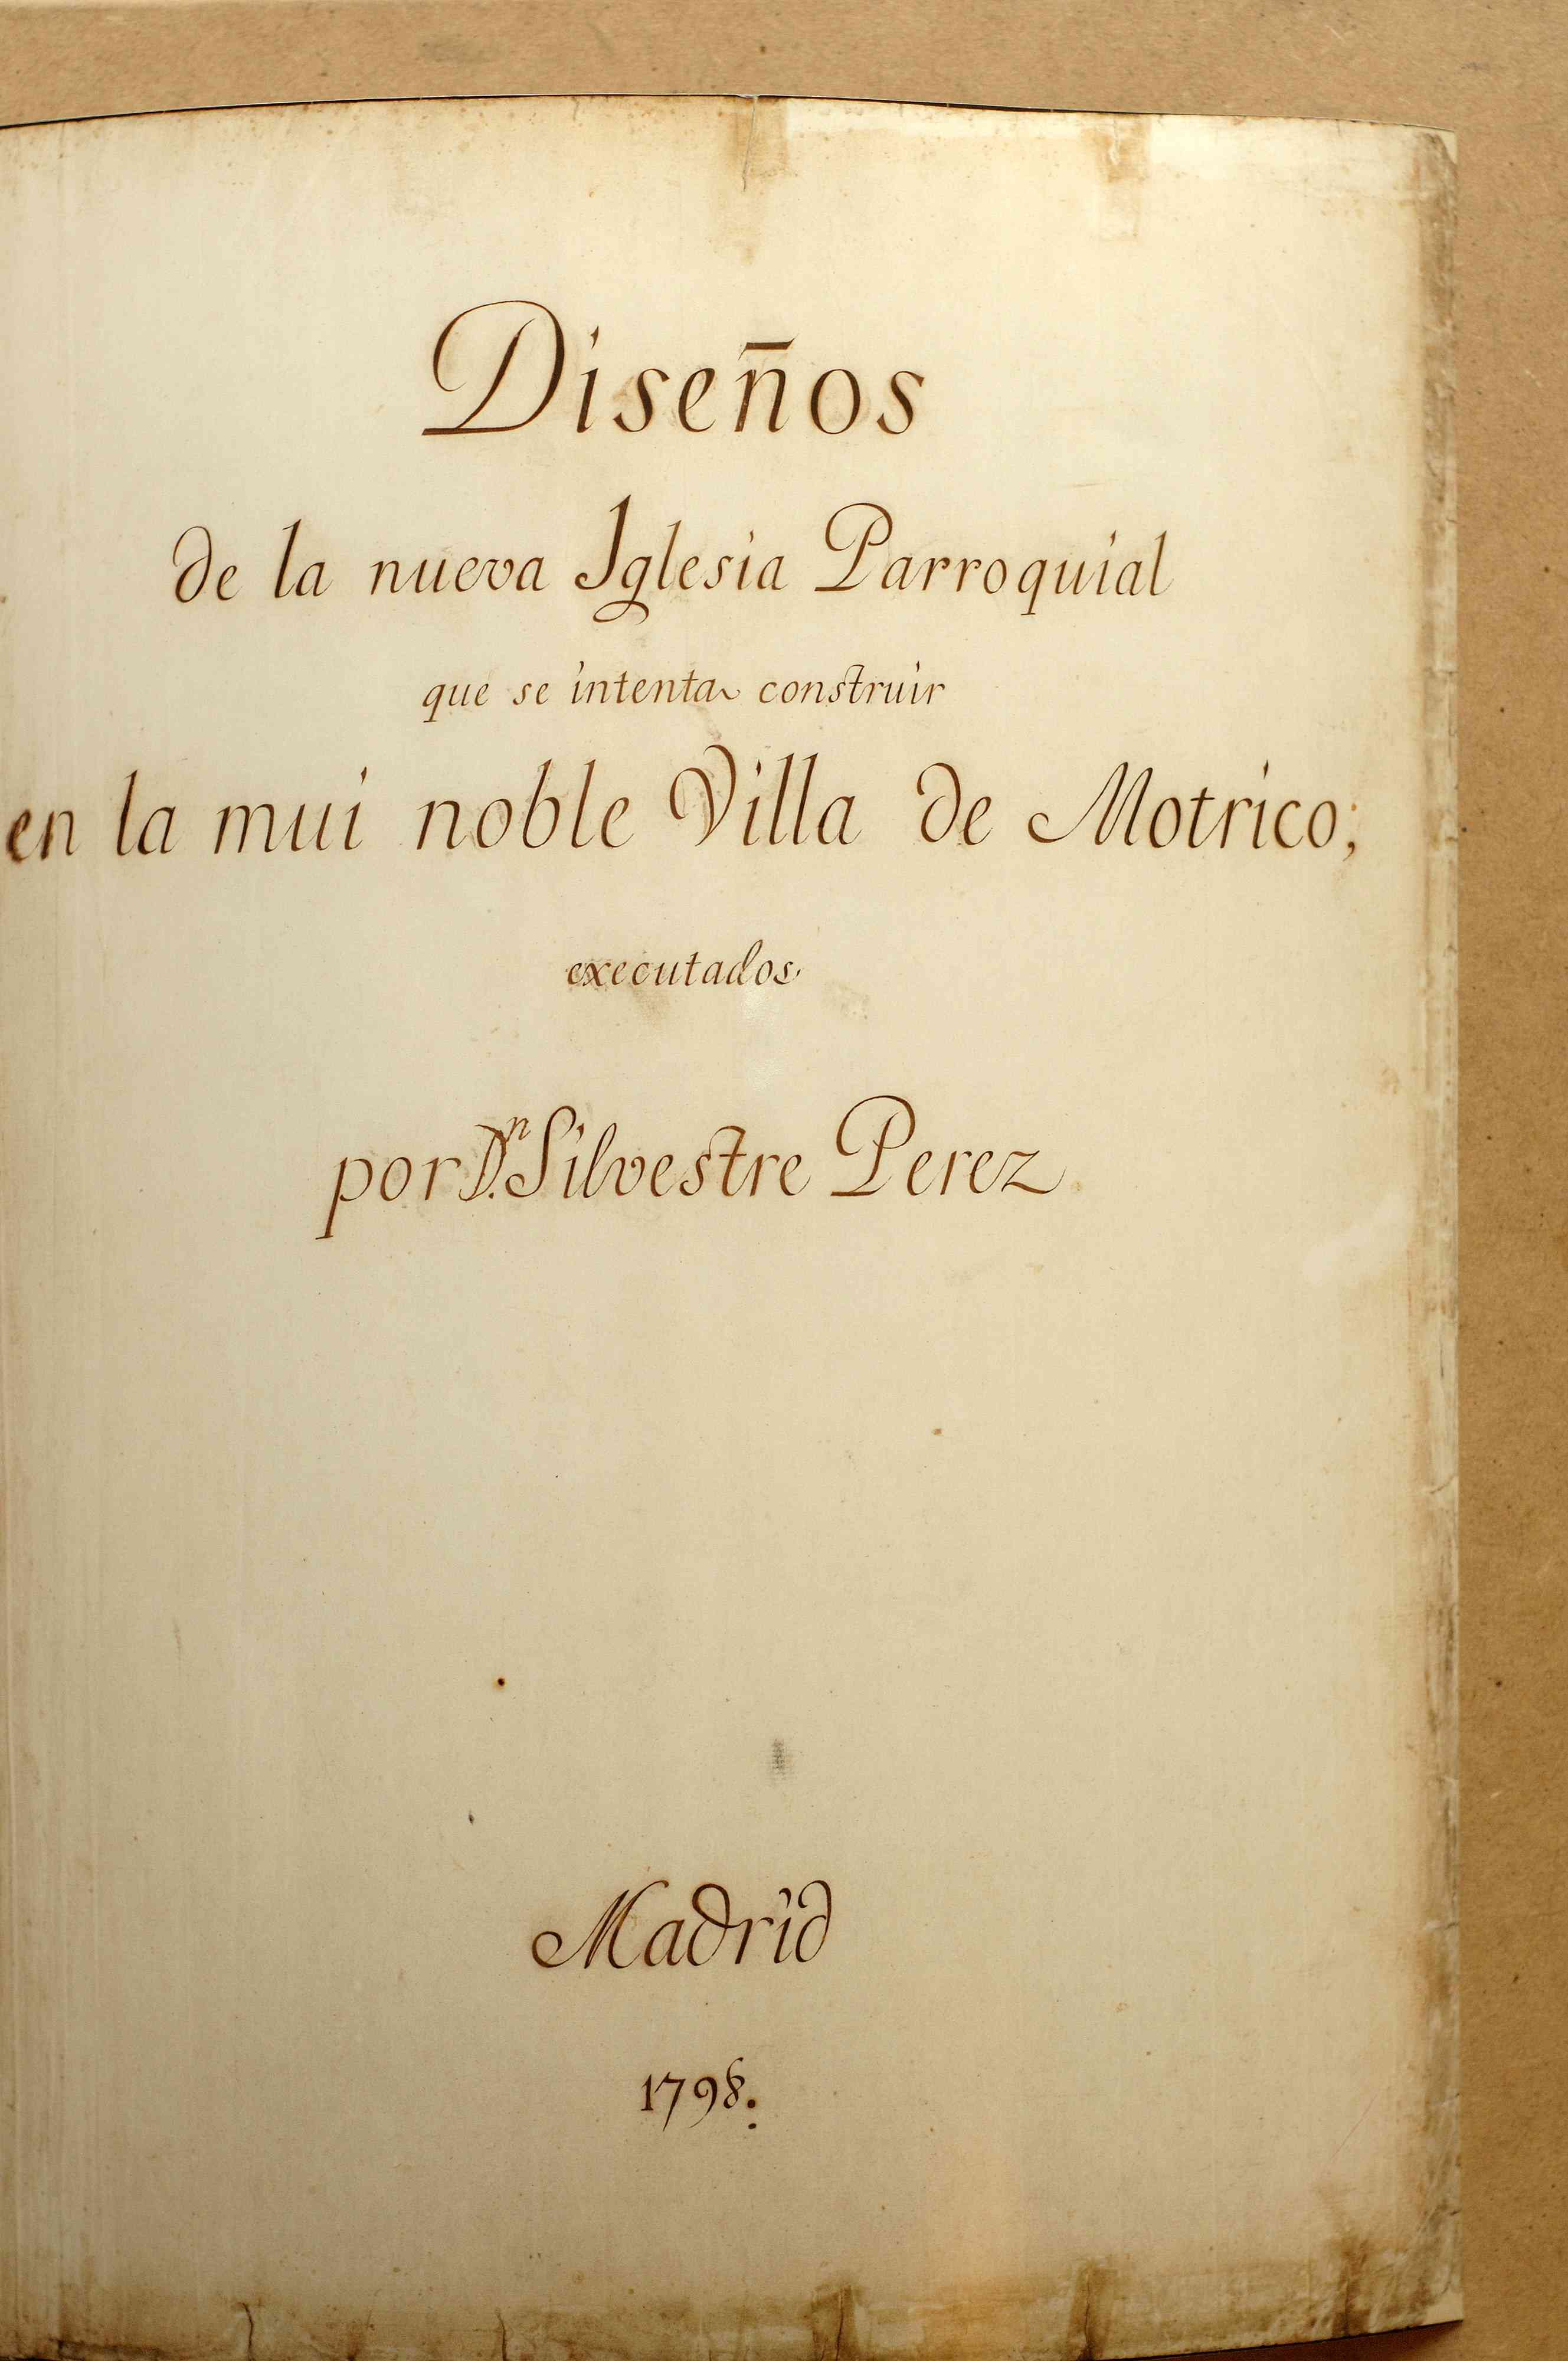 Diseños
de la nueva Iglesia Parroquial
que se intenta construir
en la mui noble Villa de Motrico;
executados
por D.ⁿ Silvestre Perez
Madrid
1798.